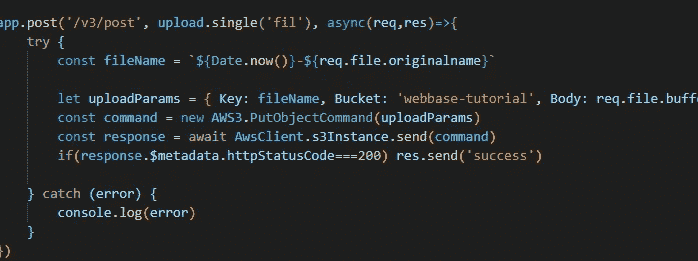 app.post('/v3/post', upload.single('fil'), async(req,res)=>{
try {
const fileName = `${Date.now()}-${req.file.originalname}`
let uploadParams = { Key: fileName, Bucket: 'webbase-tutorial', Body: req.file.buff
const command = new AWS3.PutObjectCommand(uploadParams)
const response = await AwsClient.s3Instance.send(command)
if(response.$metadata.httpStatusCode===200) res.send('success')
} catch (error) {
console.log(error)
}
})